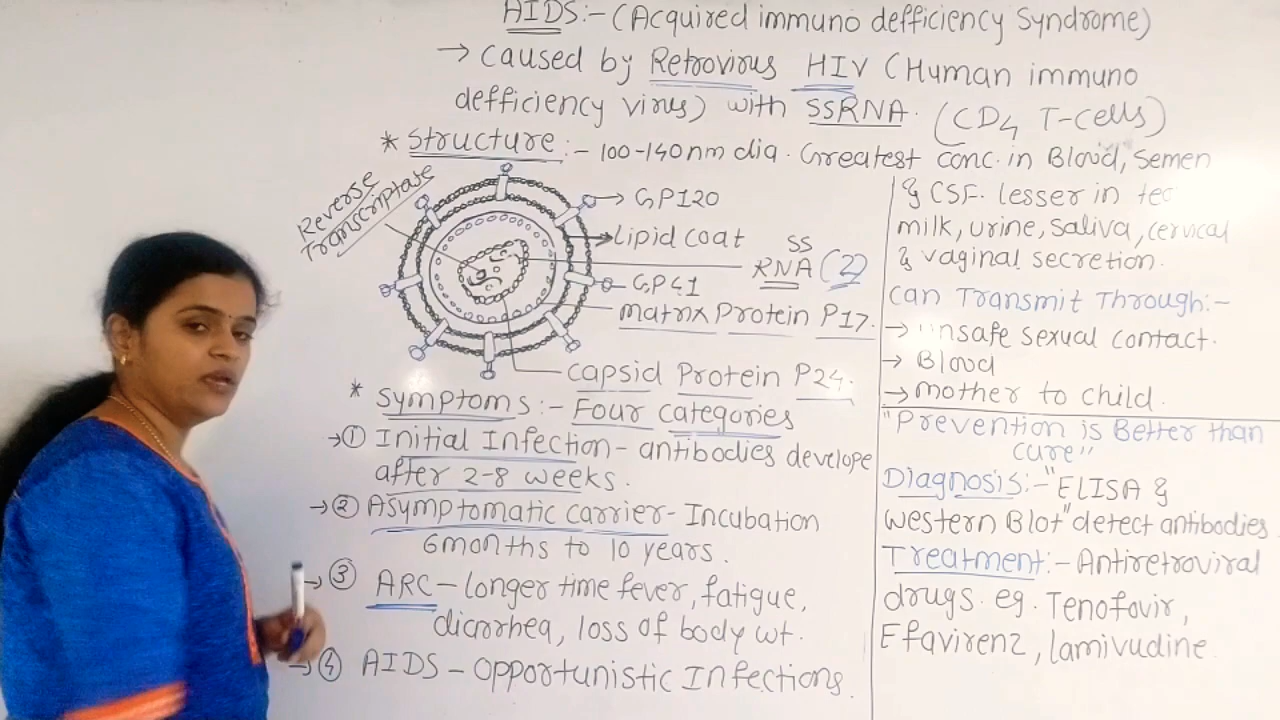 AIDS:- (Acquired immuno defficiency Syndrome)
→ caused by Retrovirus HIV (Human immuno
defficiency virus) with SSRNA. (CD4 T-cells)
* Structure:- 100-140nm dia. Greatest conc. in Blood, Semen
& CSF. lesser in
milk, urine, saliva, cervical
& vaginal secretion.
Reverse
Transcriptase
→ GP120
→ Lipid coat
SS
RNA (2)
→ GP41
matrix Protein P17.
capsid Protein P24.
can Transmit Through:-
→ unsafe sexual contact.
→ Blood
→ mother to child.
* Symptoms:- Four categories
→ ① Initial Infection - antibodies develope
after 2-8 weeks.
→ ② Asymptomatic carrier - Incubation
6months to 10 years.
→ ③ ARC - longer time fever, fatigue,
diarrhea, loss of body wt.
→ ④ AIDS - Opportunistic Infections.
"Prevention is Better than
cure"
Diagnosis:- "ELISA &
Western Blot" detect antibodies.
Treatment:- Antiretroviral
drugs. eg. Tenofovir,
Efavirenz, lamivudine.